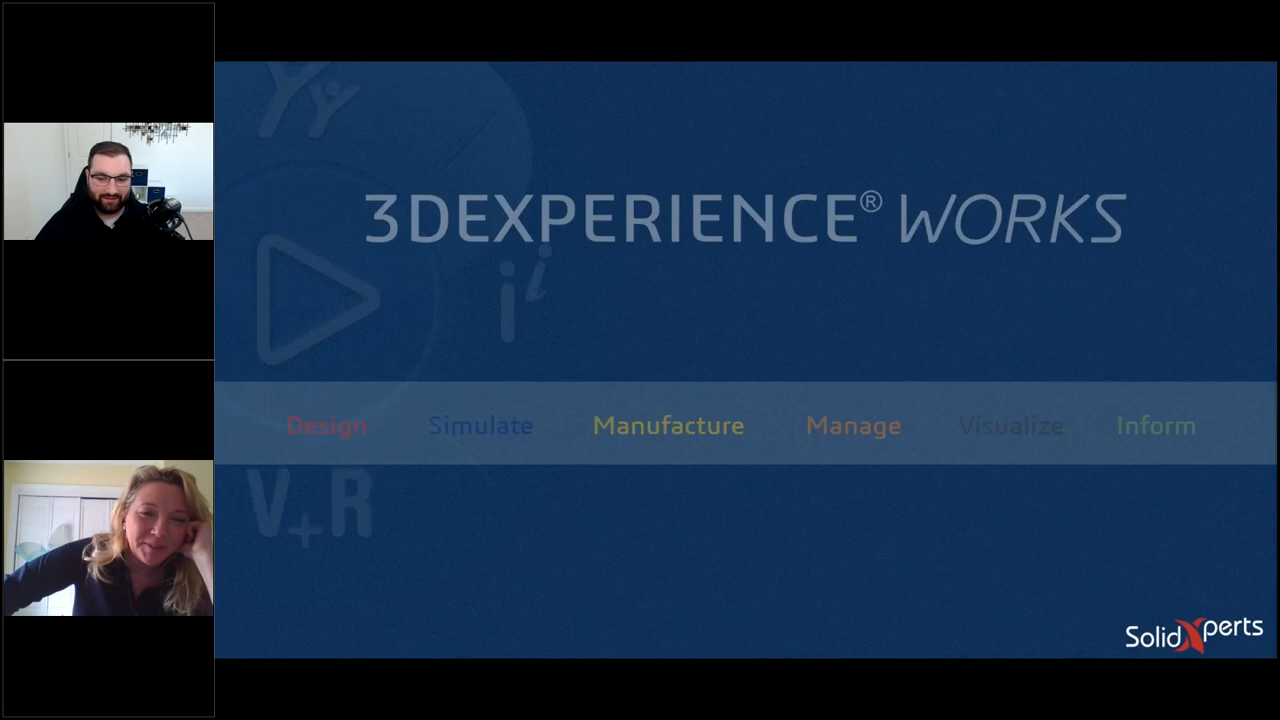 3DEXPERIENCE® WORKS
i i
Design Simulate Manufacture Manage Visualize Inform
V+R
SolidXperts